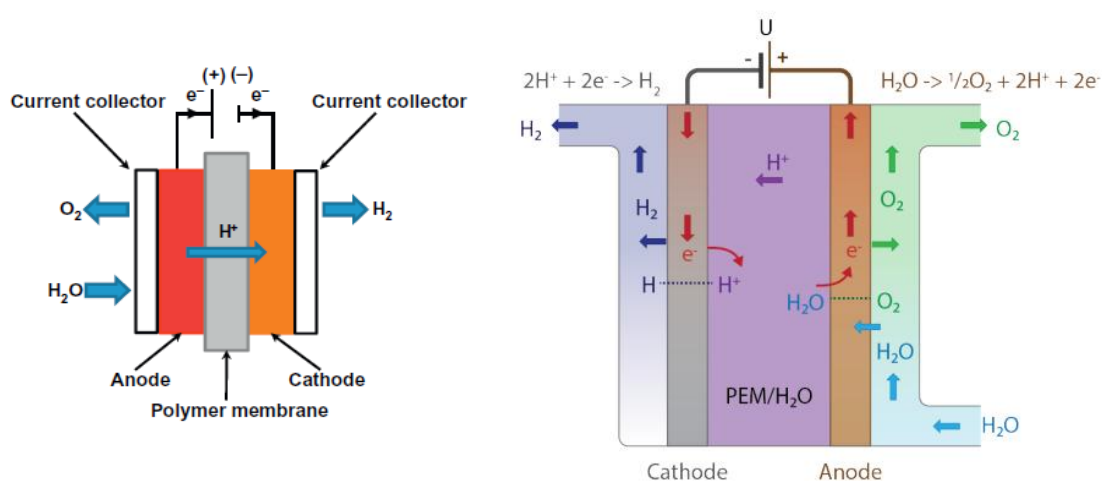 (+) (–)
e⁻ e⁻
Current collector
Current collector
O₂
H₂
H⁺
H₂O
Anode
Cathode
Polymer membrane
U
- +
2H⁺ + 2e⁻ -> H₂
H₂O -> ½O₂ + 2H⁺ + 2e⁻
H₂
O₂
H⁺
H₂
O₂
e⁻
e⁻
H
H⁺
H₂O
O₂
H₂O
PEM/H₂O
H₂O
Cathode
Anode